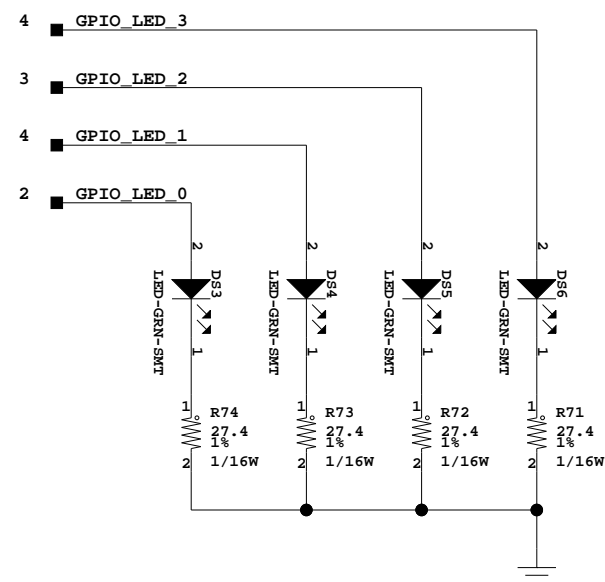 4 GPIO_LED_3
3 GPIO_LED_2
4 GPIO_LED_1
2 GPIO_LED_0
2 2 2 2
LED-GRN-SMT
DS3
LED-GRN-SMT
DS4
LED-GRN-SMT
DS5
LED-GRN-SMT
DS6
1 1 1 1
1 R74
27.4
1%
2 1/16W
1 R73
27.4
1%
2 1/16W
1 R72
27.4
1%
2 1/16W
1 R71
27.4
1%
2 1/16W